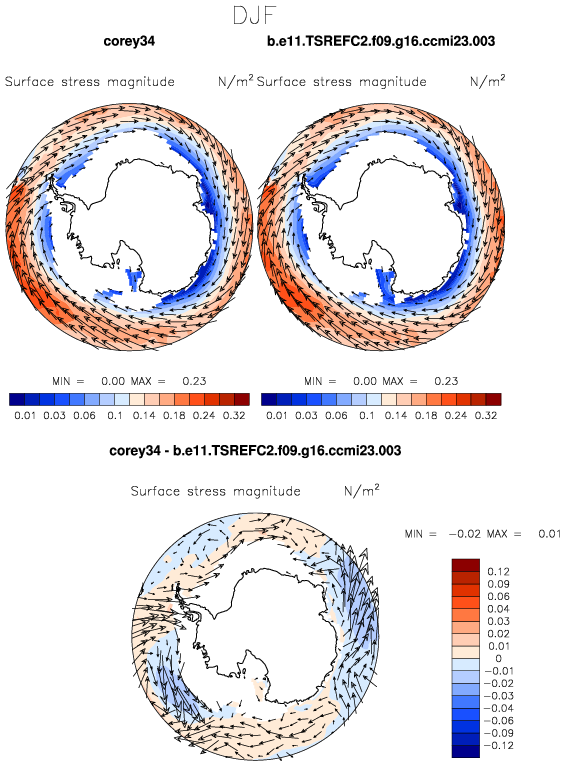 DJF
corey34 b.e11.TSREFC2.f09.g16.ccmi23.003
Surface stress magnitude N/m² Surface stress magnitude N/m²
MIN = 0.00 MAX = 0.23 MIN = 0.00 MAX = 0.23
0.01 0.03 0.06 0.1 0.14 0.18 0.24 0.32 0.01 0.03 0.06 0.1 0.14 0.18 0.24 0.32
corey34 - b.e11.TSREFC2.f09.g16.ccmi23.003
Surface stress magnitude N/m²
MIN = −0.02 MAX = 0.01
0.12
0.09
0.06
0.04
0.03
0.02
0.01
0
−0.01
−0.02
−0.03
−0.04
−0.06
−0.09
−0.12